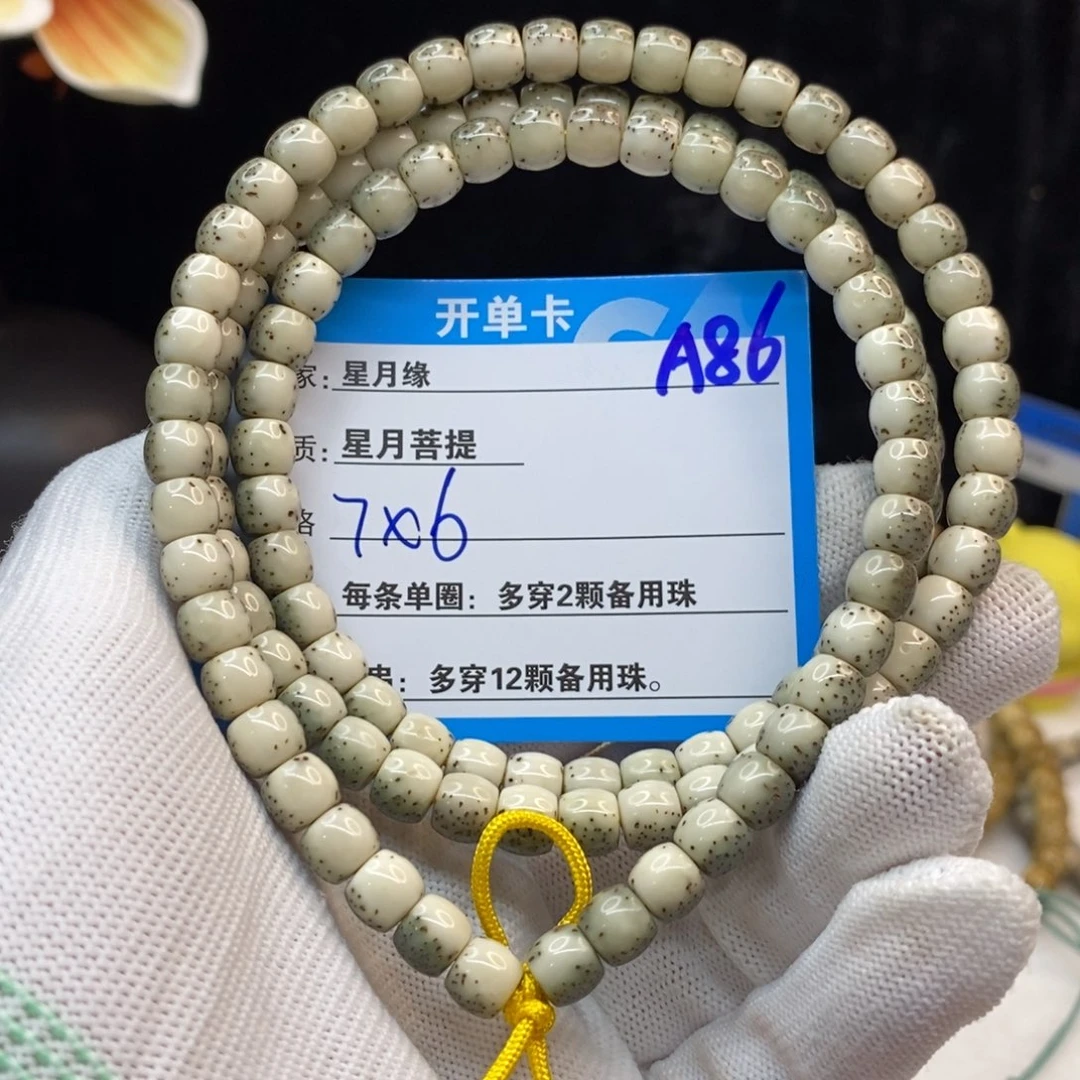 开单卡
A86
家：星月缘
质：星月菩提
格 7x6
每条单圈：多穿2颗备用珠
串：多穿12颗备用珠。